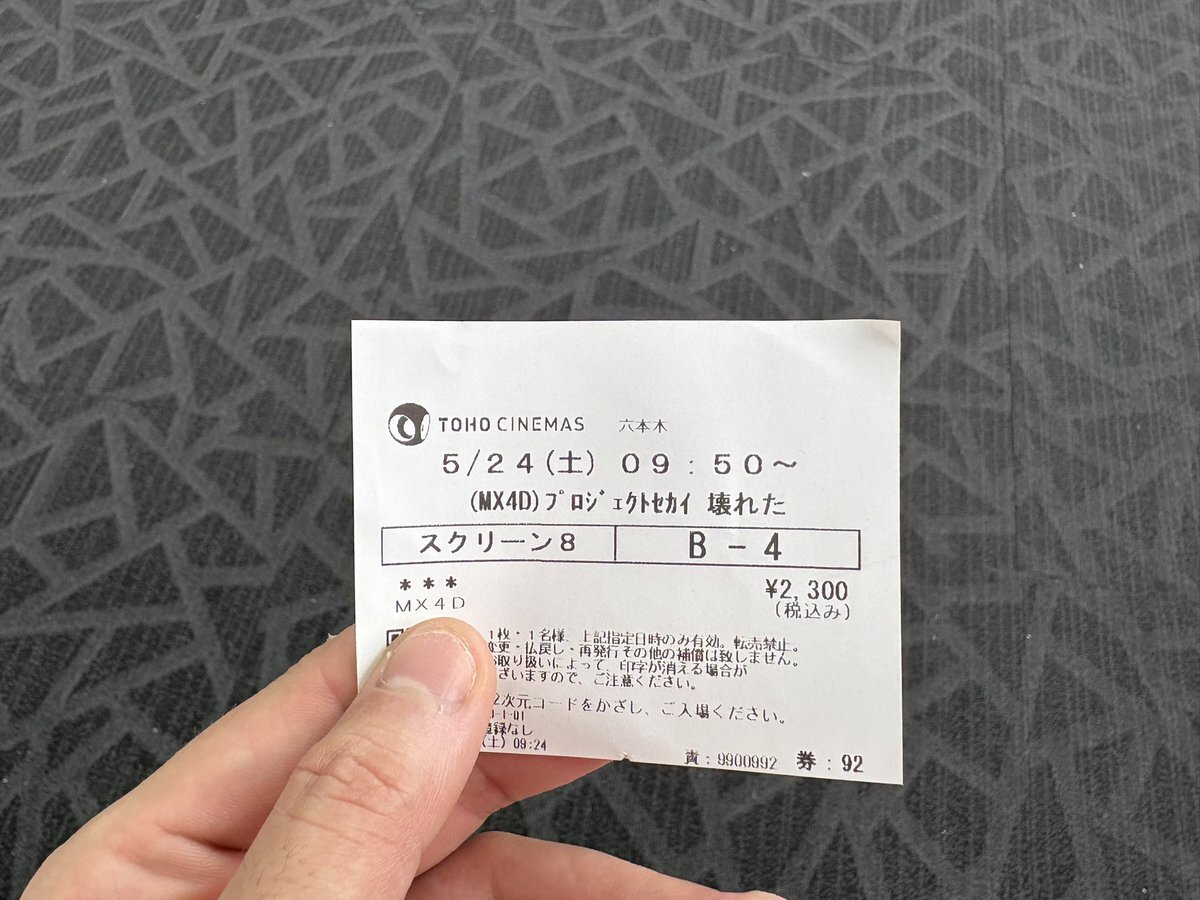 TOHO CINEMAS 六本木
5/24(土) 09:50～
(MX4D)ﾌﾟﾛｼﾞｪｸﾄｾｶｲ 壊れた
スクリーン8 B-4
*** ¥2,300
MX4D (税込み)
1枚・1名様、上記指定日時のみ有効。転売禁止。
変更・払戻し・再発行その他の補償は致しません。
取り扱いによって、印字が消える場合が
ざいますので、ご注意ください。
2次元コードをかざし、ご入場ください。
-1-01
登録なし
(土) 09:24
責:9900992 券:92